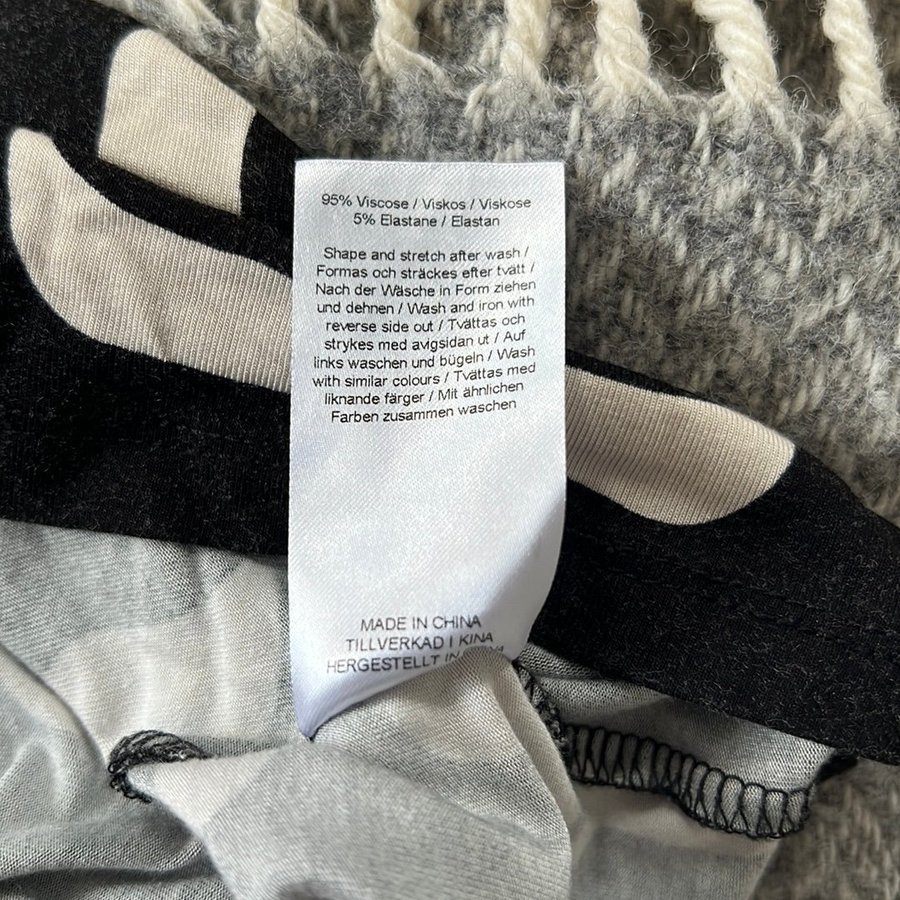 95% Viscose / Viskos / Viskose
5% Elastane / Elastan
Shape and stretch after wash /
Formas och sträckes efter tvätt /
Nach der Wäsche in Form ziehen
und dehnen / Wash and iron with
reverse side out / Tvättas och
strykes med avigsidan ut / Auf
links waschen und bügeln / Wash
with similar colours / Tvättas med
liknande färger / Mit ähnlichen
Farben zusammen waschen
MADE IN CHINA
TILLVERKAD I KINA
HERGESTELLT